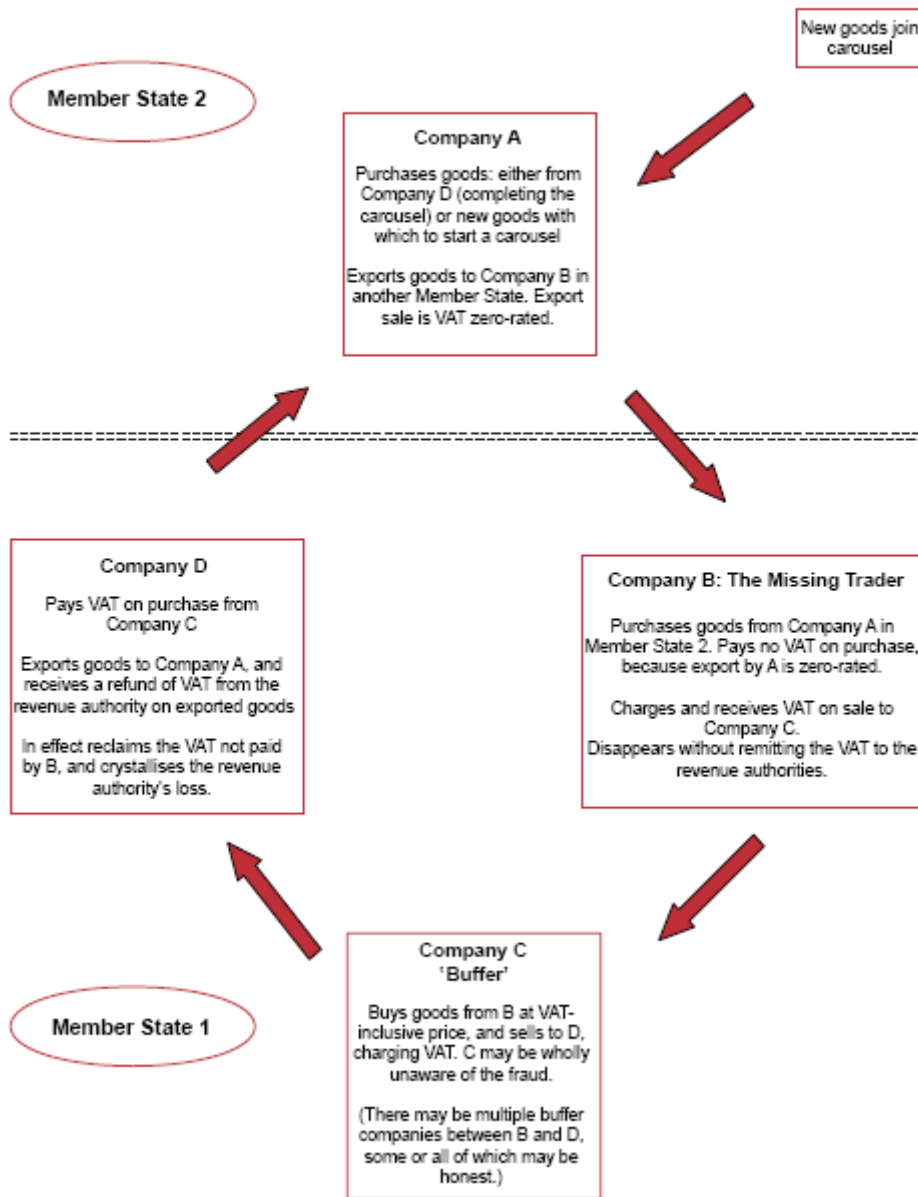 New goods join
carousel
Member State 2
Company A
Purchases goods: either from
Company D (completing the
carousel) or new goods with
which to start a carousel
Exports goods to Company B in
another Member State. Export
sale is VAT zero-rated.
Company D
Pays VAT on purchase from
Company C
Exports goods to Company A, and
receives a refund of VAT from the
revenue authority on exported goods
In effect reclaims the VAT not paid
by B, and crystallises the revenue
authority's loss.
Company B: The Missing Trader
Purchases goods from Company A in
Member State 2. Pays no VAT on purchase,
because export by A is zero-rated.
Charges and receives VAT on sale to
Company C.
Disappears without remitting the VAT to the
revenue authorities.
Member State 1
Company C
'Buffer'
Buys goods from B at VAT-
inclusive price, and sells to D,
charging VAT. C may be wholly
unaware of the fraud.
(There may be multiple buffer
companies between B and D,
some or all of which may be
honest.)